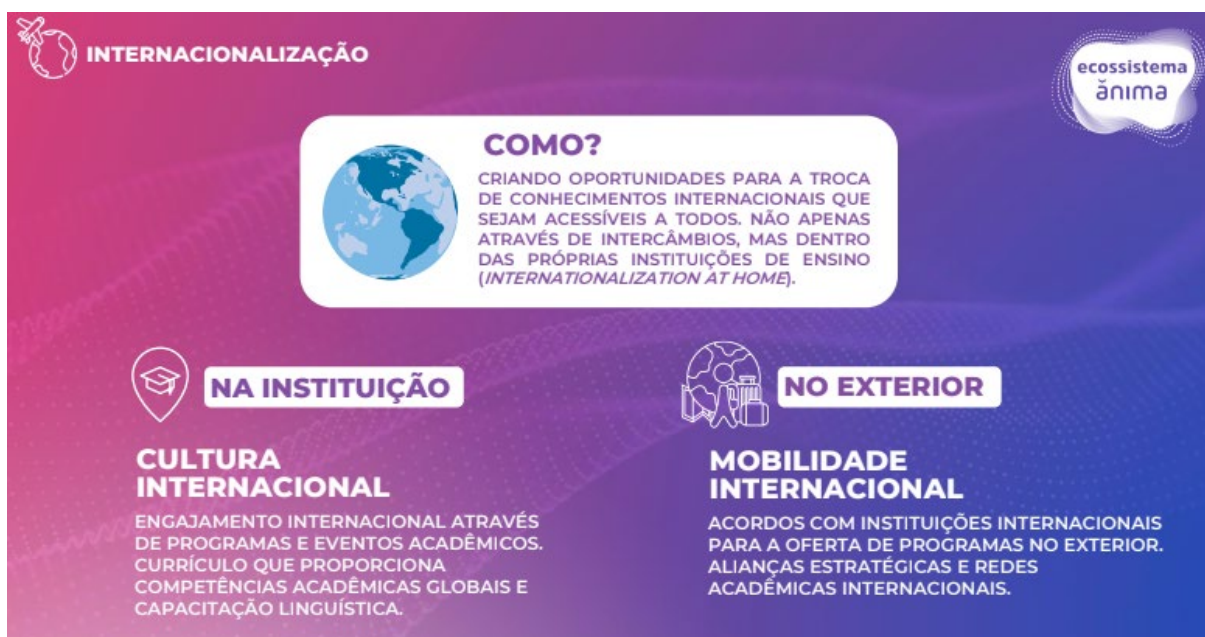 INTERNACIONALIZAÇÃO
ecossistema
ănıma
COMO?
CRIANDO OPORTUNIDADES PARA A TROCA
DE CONHECIMENTOS INTERNACIONAIS QUE
SEJAM ACESSÍVEIS A TODOS. NÃO APENAS
ATRAVÉS DE INTERCÂMBIOS, MAS DENTRO
DAS PRÓPRIAS INSTITUIÇÕES DE ENSINO
(INTERNATIONALIZATION AT HOME).
NA INSTITUIÇÃO
CULTURA
INTERNACIONAL
ENGAJAMENTO INTERNACIONAL ATRAVÉS
DE PROGRAMAS E EVENTOS ACADÊMICOS.
CURRÍCULO QUE PROPORCIONA
COMPETÊNCIAS ACADÊMICAS GLOBAIS E
CAPACITAÇÃO LINGUÍSTICA.
NO EXTERIOR
MOBILIDADE
INTERNACIONAL
ACORDOS COM INSTITUIÇÕES INTERNACIONAIS
PARA A OFERTA DE PROGRAMAS NO EXTERIOR.
ALIANÇAS ESTRATÉGICAS E REDES
ACADÊMICAS INTERNACIONAIS.